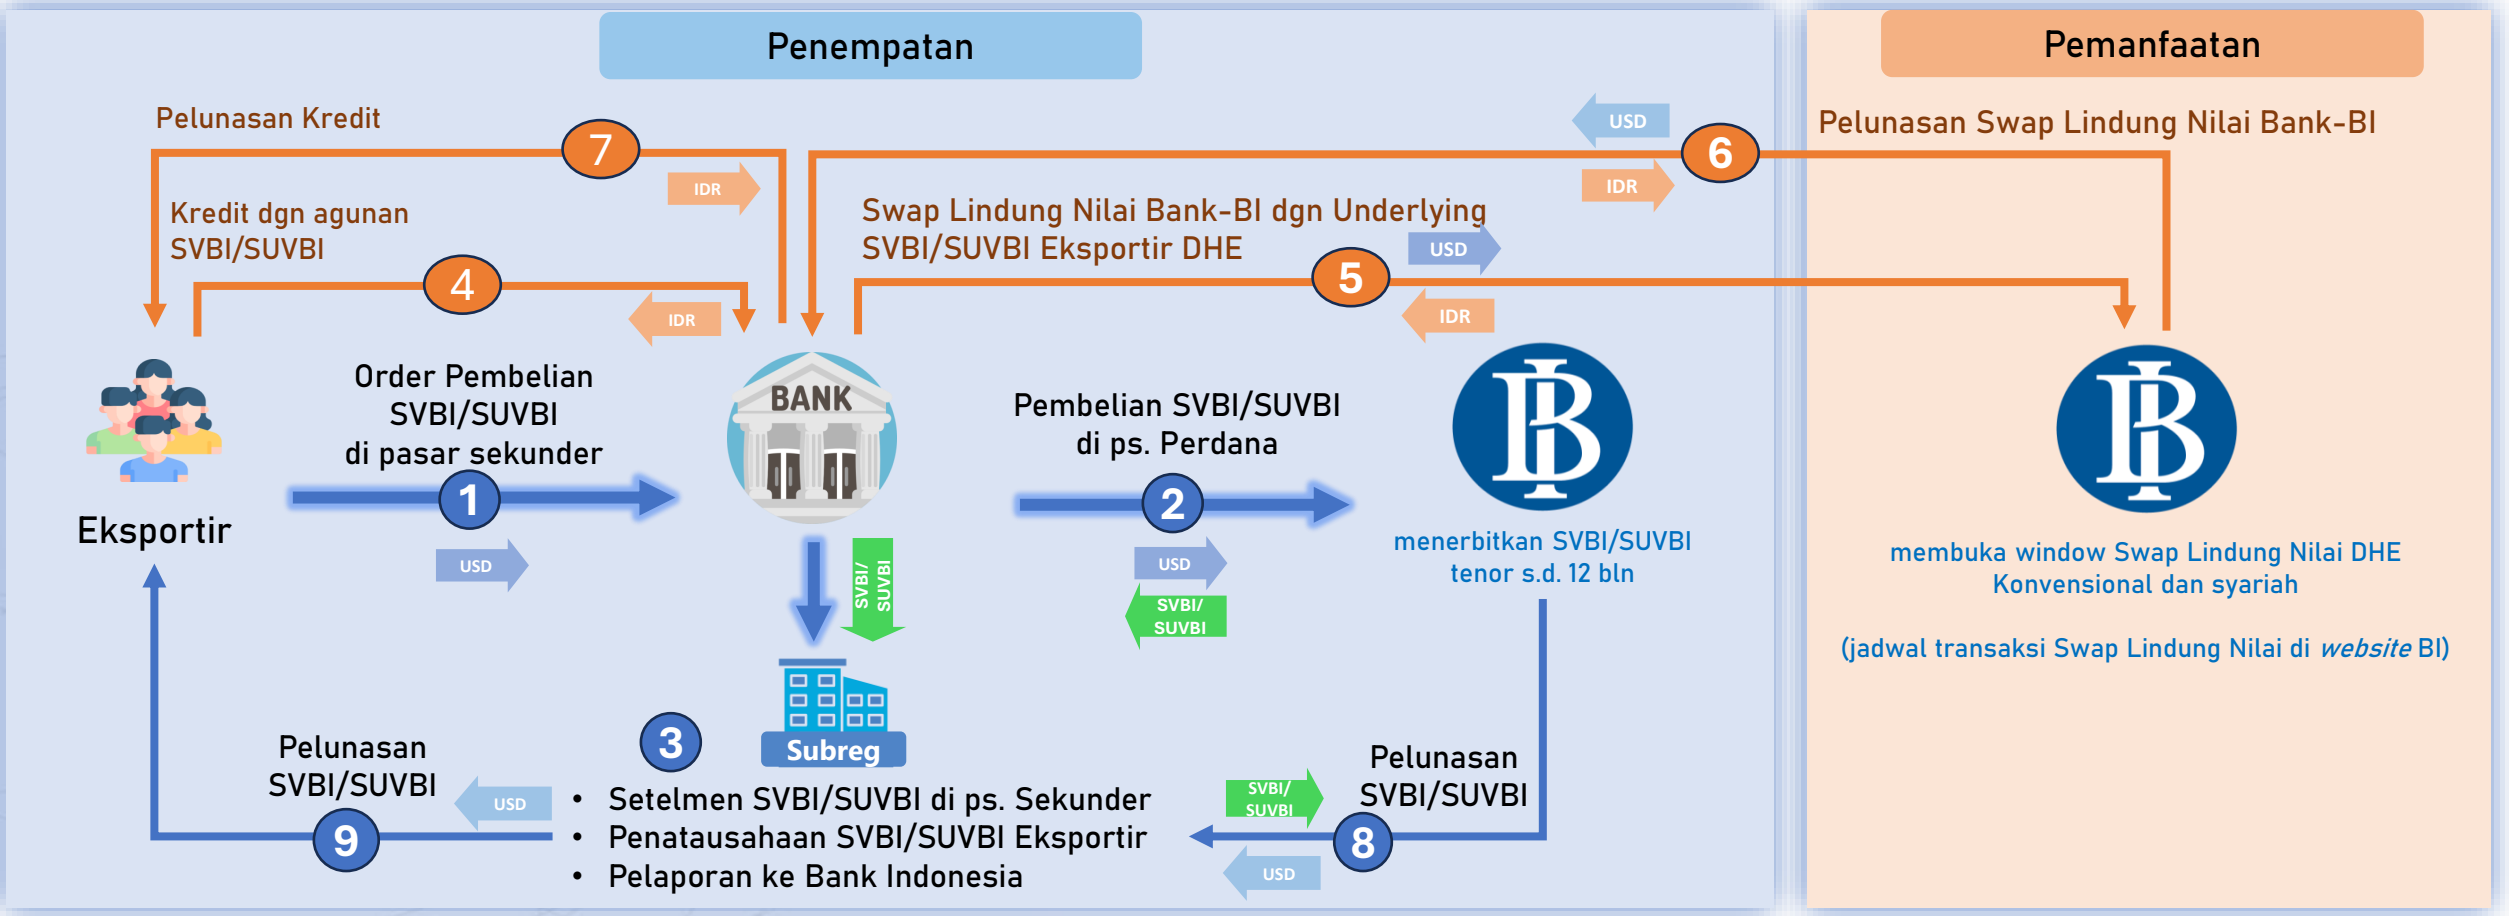 Penempatan
Pemanfaatan
Pelunasan Kredit
7
IDR
USD
6
IDR
Pelunasan Swap Lindung Nilai Bank-BI
Kredit dgn agunan
SVBI/SUVBI
4
IDR
Swap Lindung Nilai Bank-BI dgn Underlying
SVBI/SUVBI Eksportir DHE
USD
5
IDR
Eksportir
Order Pembelian
SVBI/SUVBI
di pasar sekunder
1
USD
BANK
Pembelian SVBI/SUVBI
di ps. Perdana
2
USD
SVBI/
SUVBI
menerbitkan SVBI/SUVBI
tenor s.d. 12 bln
membuka window Swap Lindung Nilai DHE
Konvensional dan syariah
(jadwal transaksi Swap Lindung Nilai di website BI)
SVBI/
SUVBI
Subreg
3
• Setelmen SVBI/SUVBI di ps. Sekunder
• Penatausahaan SVBI/SUVBI Eksportir
• Pelaporan ke Bank Indonesia
Pelunasan
SVBI/SUVBI
8
SVBI/
SUVBI
USD
Pelunasan
SVBI/SUVBI
9
USD